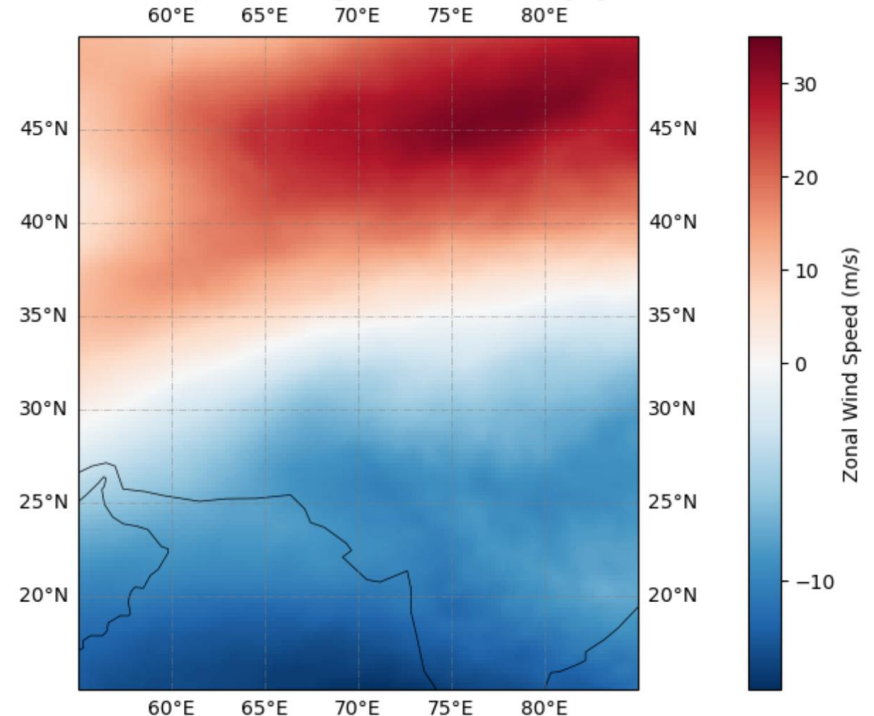 60°E 65°E 70°E 75°E 80°E
45°N 45°N
40°N 40°N
35°N 35°N
30°N 30°N
25°N 25°N
20°N 20°N
60°E 65°E 70°E 75°E 80°E
30
20
10
0
−10
Zonal Wind Speed (m/s)